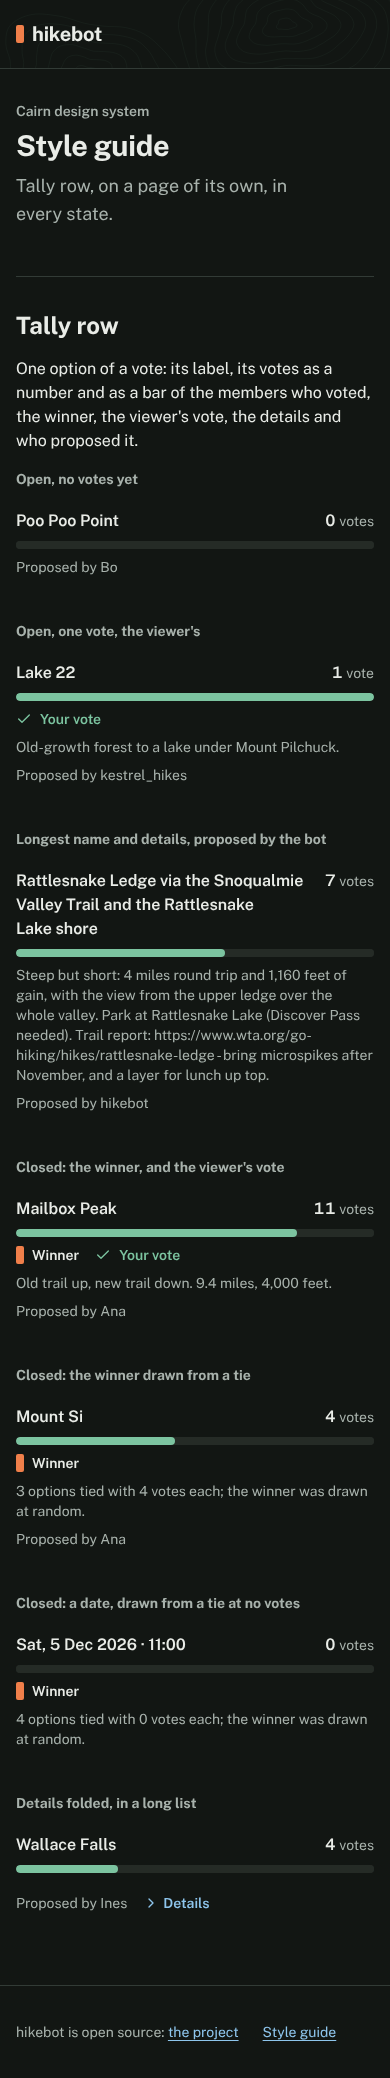 hikebot
Cairn design system
Style guide
Tally row, on a page of its own, in
every state.
Tally row
One option of a vote: its label, its votes as a
number and as a bar of the members who voted,
the winner, the viewer's vote, the details and
who proposed it.
Open, no votes yet
Poo Poo Point 0 votes
Proposed by Bo
Open, one vote, the viewer's
Lake 22 1 vote
Your vote
Old-growth forest to a lake under Mount Pilchuck.
Proposed by kestrel_hikes
Longest name and details, proposed by the bot
Rattlesnake Ledge via the Snoqualmie 7 votes
Valley Trail and the Rattlesnake
Lake shore
Steep but short: 4 miles round trip and 1,160 feet of
gain, with the view from the upper ledge over the
whole valley. Park at Rattlesnake Lake (Discover Pass
needed). Trail report: https://www.wta.org/go-
hiking/hikes/rattlesnake-ledge - bring microspikes after
November, and a layer for lunch up top.
Proposed by hikebot
Closed: the winner, and the viewer's vote
Mailbox Peak 11 votes
Winner Your vote
Old trail up, new trail down. 9.4 miles, 4,000 feet.
Proposed by Ana
Closed: the winner drawn from a tie
Mount Si 4 votes
Winner
3 options tied with 4 votes each; the winner was drawn
at random.
Proposed by Ana
Closed: a date, drawn from a tie at no votes
Sat, 5 Dec 2026 · 11:00 0 votes
Winner
4 options tied with 0 votes each; the winner was drawn
at random.
Details folded, in a long list
Wallace Falls 4 votes
Proposed by Ines Details
hikebot is open source: the project Style guide